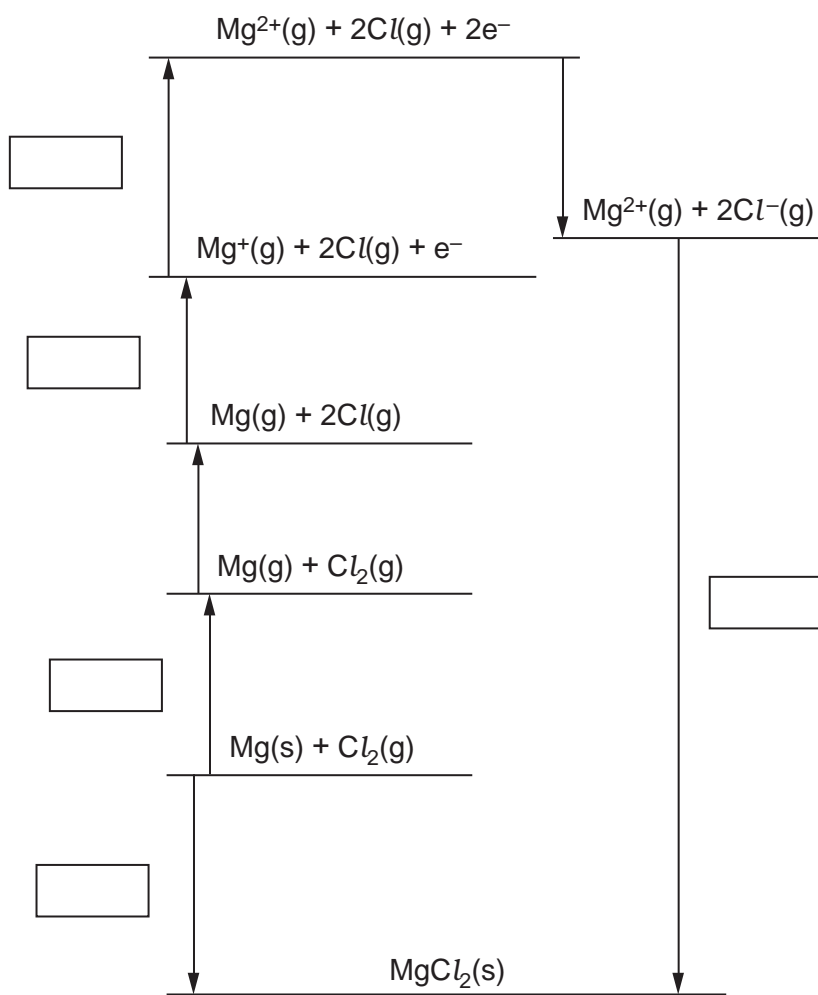 Mg²⁺(g) + 2Cl(g) + 2e⁻
Mg²⁺(g) + 2Cl⁻(g)
Mg⁺(g) + 2Cl(g) + e⁻
Mg(g) + 2Cl(g)
Mg(g) + Cl₂(g)
Mg(s) + Cl₂(g)
MgCl₂(s)